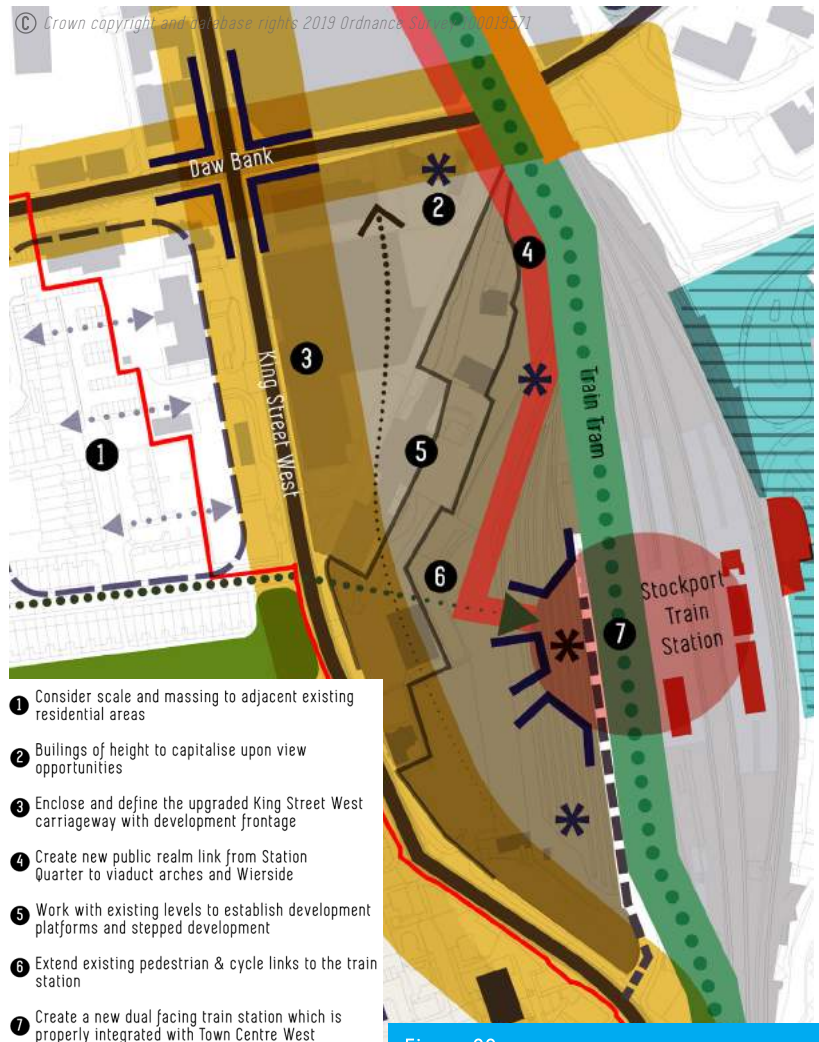 © Crown copyright and database rights 2019 Ordnance Survey 100019571
Daw Bank
2
4
3
King Street West
Train Tram
1
5
6
7
Stockport
Train
Station
1 Consider scale and massing to adjacent existing
residential areas
2 Builings of height to capitalise upon view
opportunities
3 Enclose and define the upgraded King Street West
carriageway with development frontage
4 Create new public realm link from Station
Quarter to viaduct arches and Wierside
5 Work with existing levels to establish development
platforms and stepped development
6 Extend existing pedestrian & cycle links to the train
station
7 Create a new dual facing train station which is
properly integrated with Town Centre West